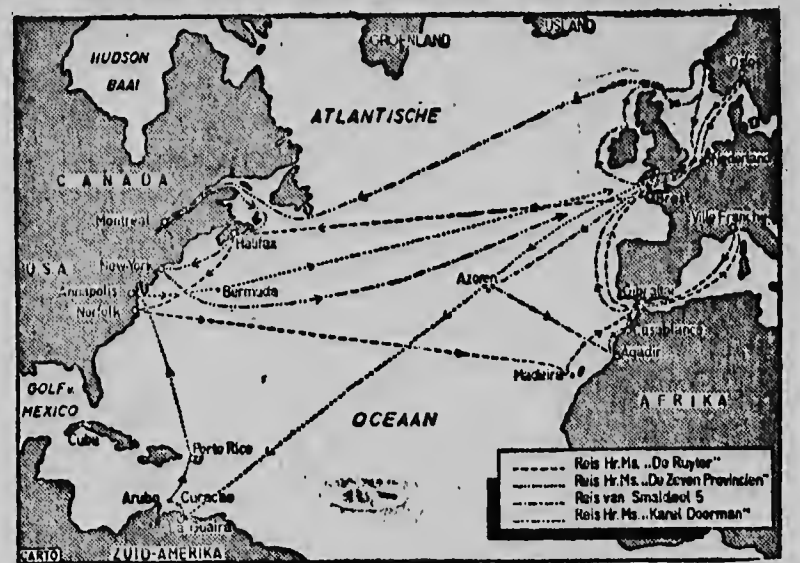 GROENLAND
IJSLAND
HUDSON
BAAI
Oslo
ATLANTISCHE
Nederland
CANADA
Brest
Montreal
Ville Franche
Halifax
U.S.A
New-York
Azoren
Annapolis
Bermuda
Gibraltar
Norfolk
Casablanca
Agadir
Madeira
GOLF v.
MEXICO
AFRIKA
OCEAAN
Cuba
Porto Rico
Aruba
Curaçao
La Guaira
Reis Hr. Ms. „De Ruyter"
Reis Hr. Ms. „De Zeven Provinciën"
Reis van Smaldeel 5
Reis Hr. Ms. „Karel Doorman"
CARTO
ZUID-AMERIKA